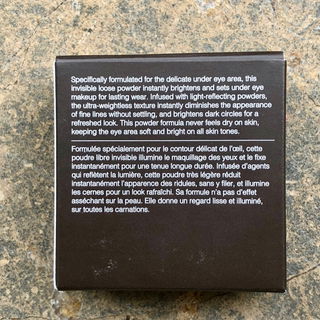 Specifically formulated for the delicate under eye area, this
invisible loose powder instantly brightens and sets under eye
makeup for lasting wear. Infused with light-reflecting powders,
the ultra-weightless texture instantly diminishes the appearance
of fine lines without settling, and brightens dark circles for a
refreshed look. This powder formula never feels dry on skin,
keeping the eye area soft and bright on all skin tones.
Formulée spécialement pour le contour délicat de l'œil, cette
poudre libre invisible illumine le maquillage des yeux et le fixe
instantanément pour une tenue longue durée. Infusée d'agents
qui reflètent la lumière, cette poudre très légère réduit
instantanément l'apparence des ridules, sans y filer, et illumine
les cernes pour un look rafraîchi. Sa formule n'a pas d'effet
asséchant sur la peau. Elle donne un regard lisse et illuminé,
sur toutes les carnations.